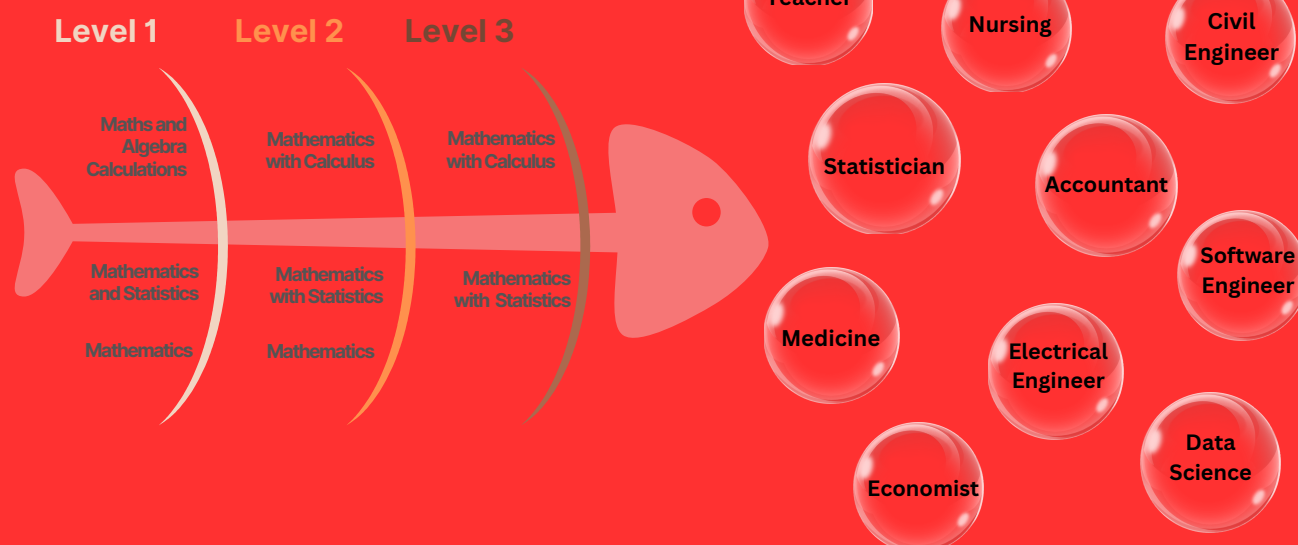 Level 1
Level 2
Level 3
Maths and
Algebra
Calculations
Mathematics
with Calculus
Mathematics
with Calculus
Mathematics
and Statistics
Mathematics
with Statistics
Mathematics
with Statistics
Mathematics
Mathematics
Teacher
Nursing
Civil
Engineer
Statistician
Accountant
Software
Engineer
Medicine
Electrical
Engineer
Data
Science
Economist